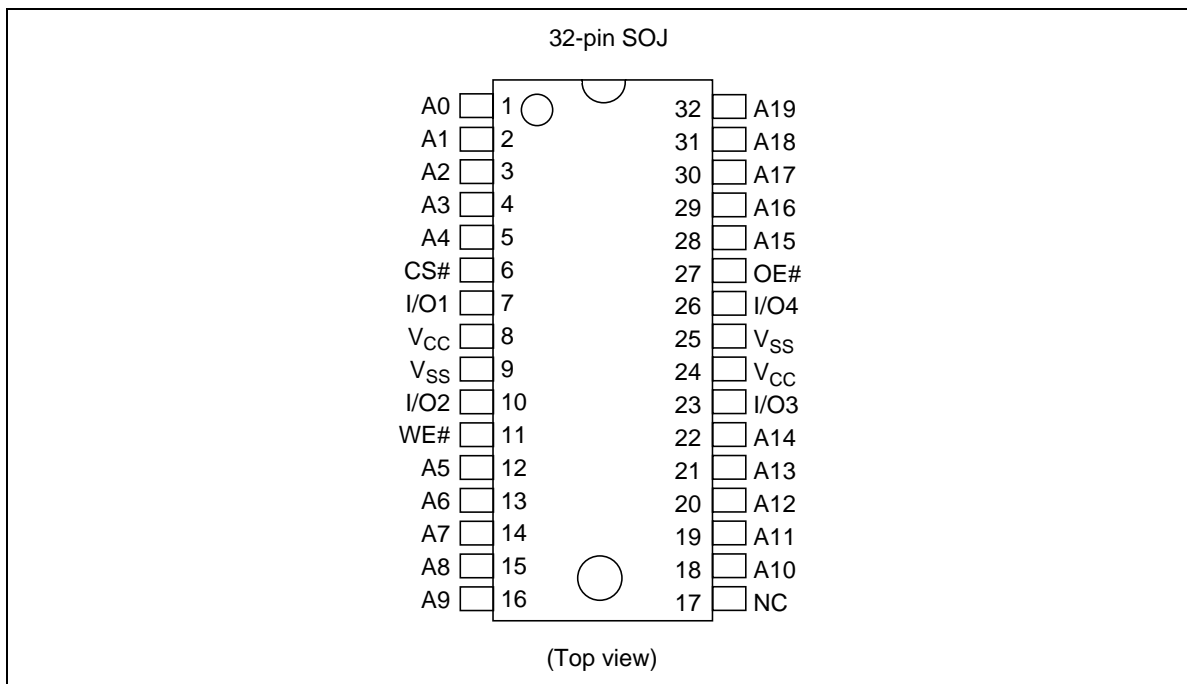 32-pin SOJ
A0 1 32 A19
A1 2 31 A18
A2 3 30 A17
A3 4 29 A16
A4 5 28 A15
CS# 6 27 OE#
I/O1 7 26 I/O4
VCC 8 25 VSS
VSS 9 24 VCC
I/O2 10 23 I/O3
WE# 11 22 A14
A5 12 21 A13
A6 13 20 A12
A7 14 19 A11
A8 15 18 A10
A9 16 17 NC
(Top view)